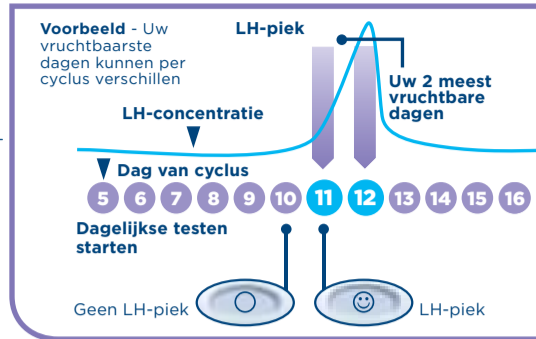 Voorbeeld - Uw
vruchtbaarste
dagen kunnen per
cyclus verschillen
LH-piek
Uw 2 meest
vruchtbare
dagen
LH-concentratie
Dag van cyclus
5 6 7 8 9 10 11 12 13 14 15 16
Dagelijkse testen
starten
Geen LH-piek
LH-piek